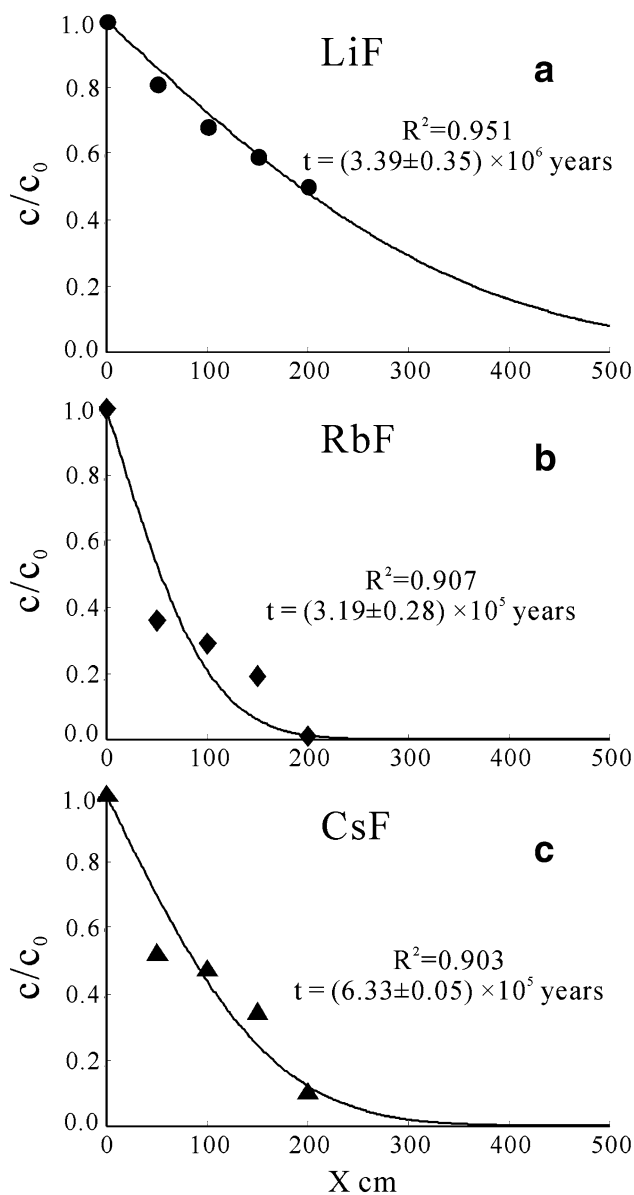 LiF
a
R²=0.951
t = (3.39±0.35) ×10⁶ years
c/c₀
1.0
0.8
0.6
0.4
0.2
0.0
0 100 200 300 400 500
RbF
b
R²=0.907
t = (3.19±0.28) ×10⁵ years
c/c₀
1.0
0.8
0.6
0.4
0.2
0.0
0 100 200 300 400 500
CsF
c
R²=0.903
t = (6.33±0.05) ×10⁵ years
c/c₀
1.0
0.8
0.6
0.4
0.2
0.0
0 100 200 300 400 500
X cm